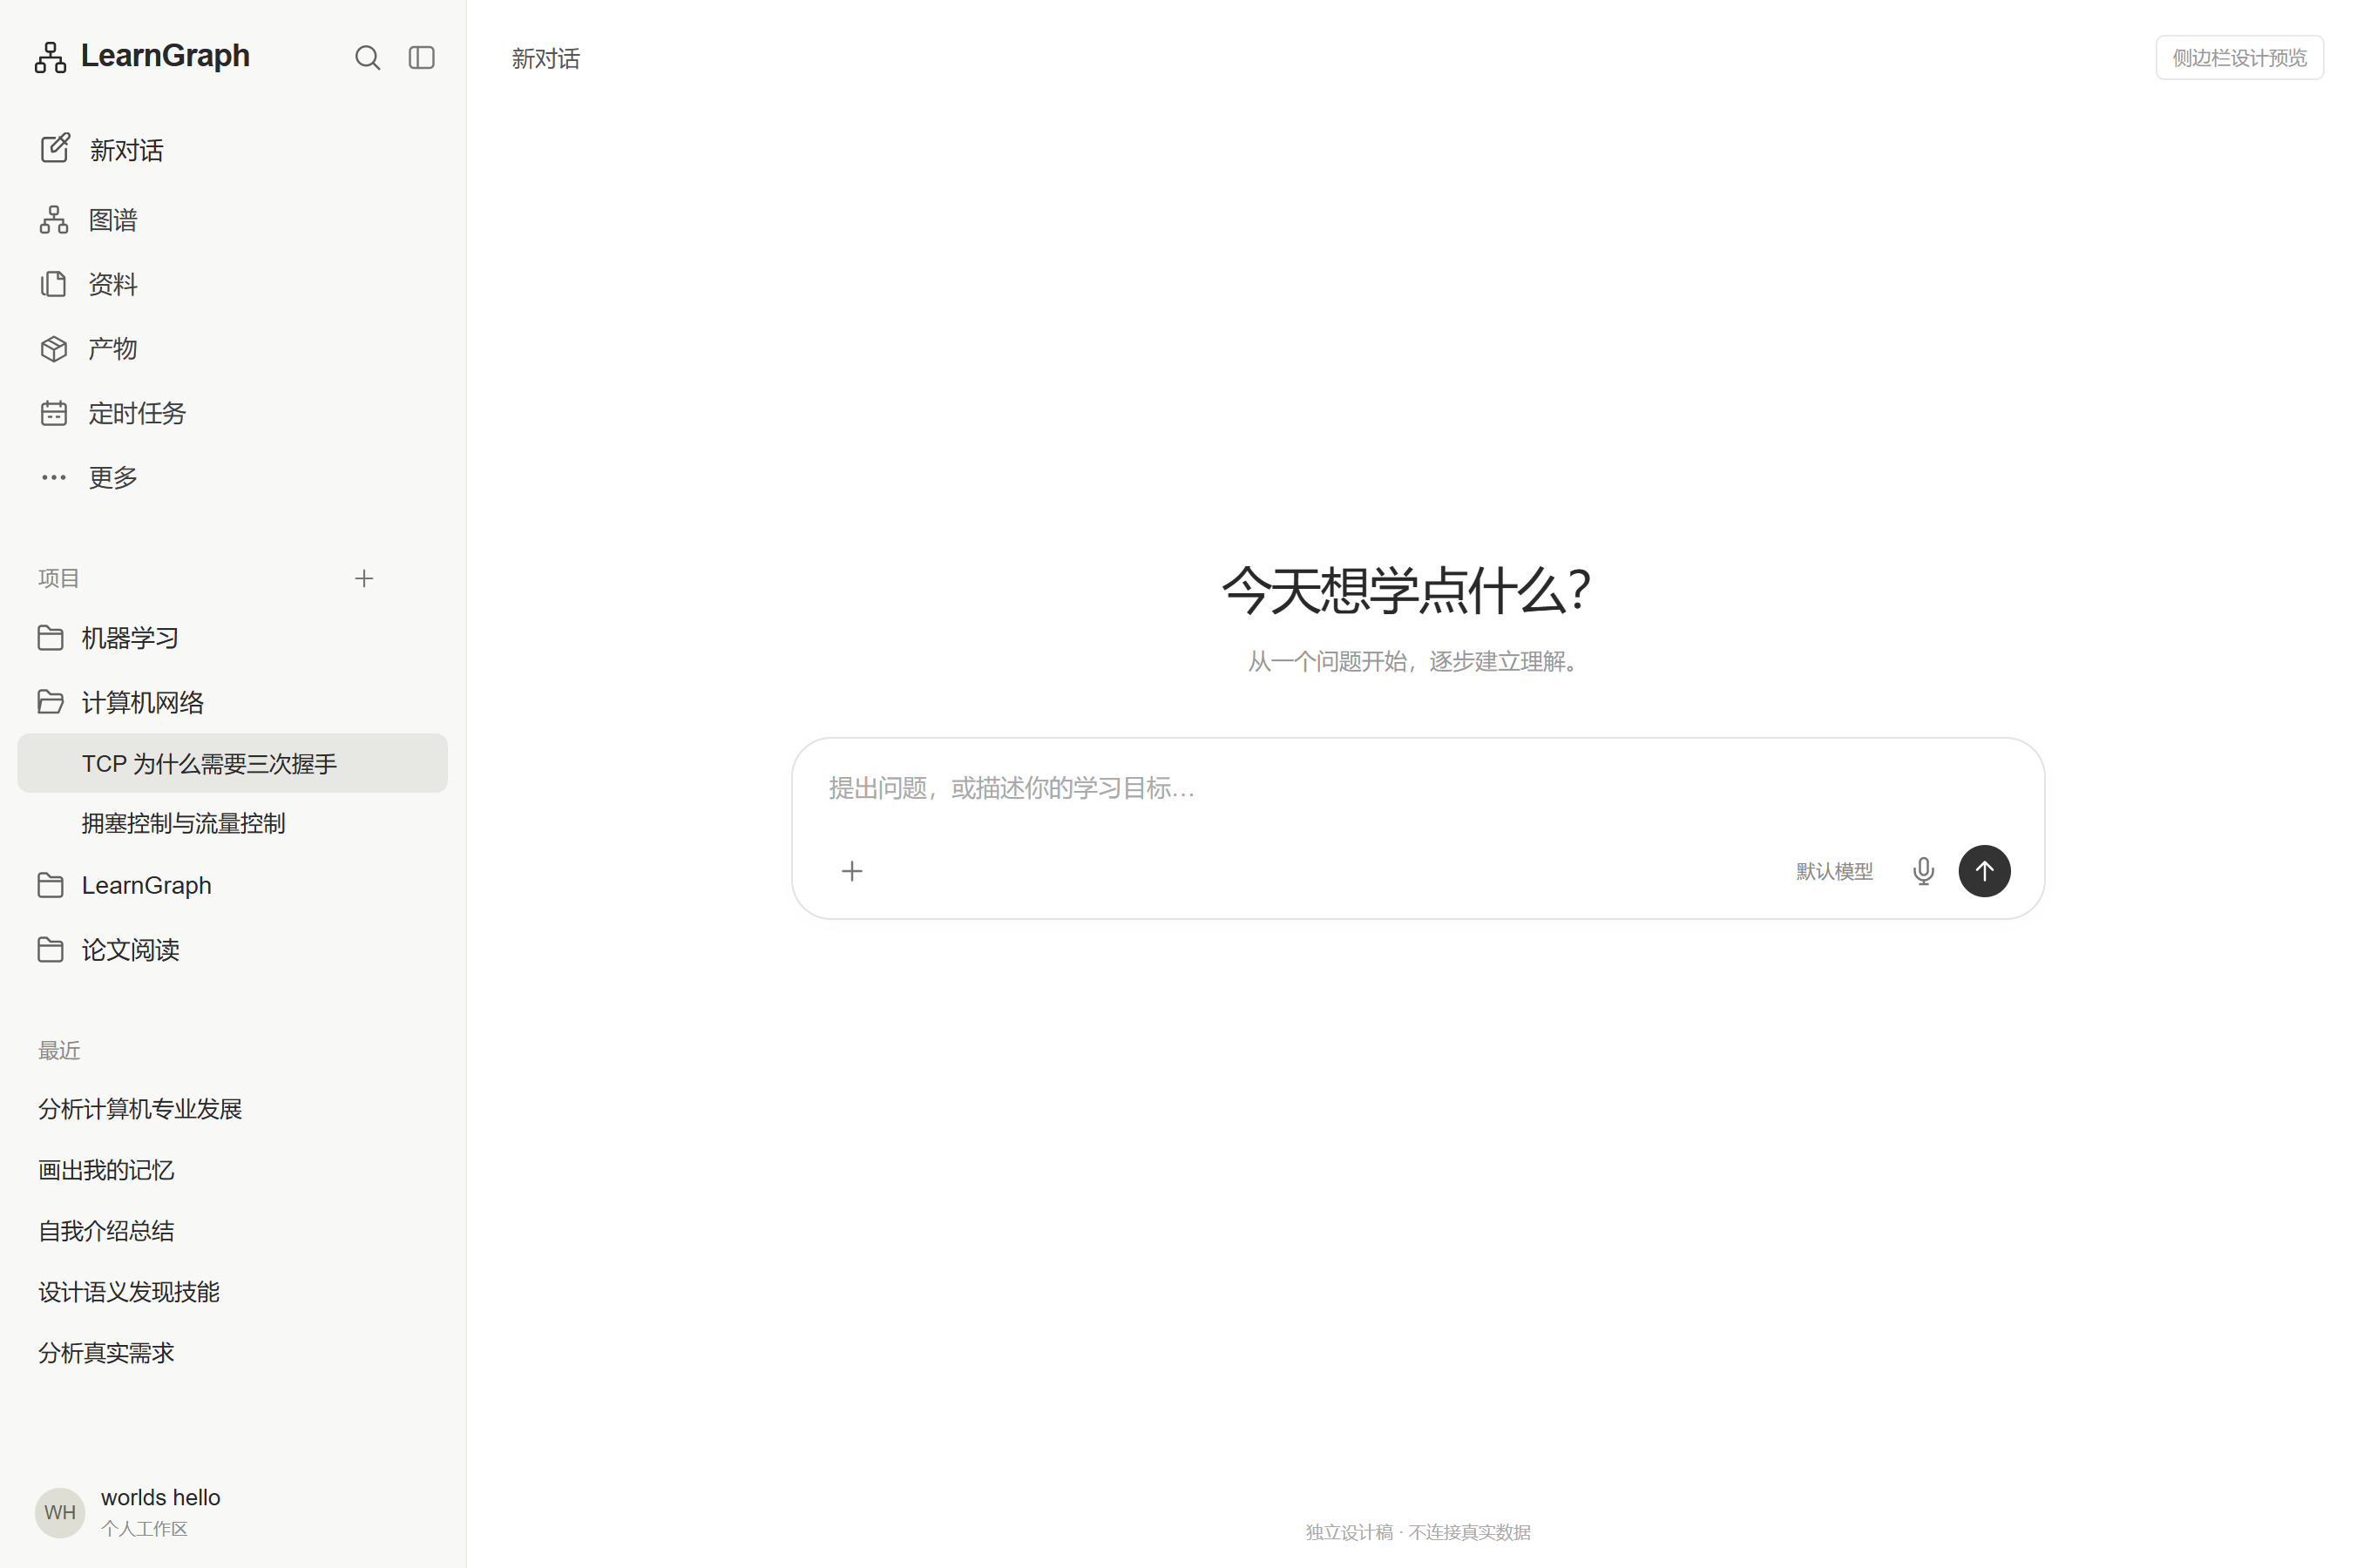 LearnGraph
新对话
图谱
资料
产物
定时任务
更多
项目
机器学习
计算机网络
TCP 为什么需要三次握手
拥塞控制与流量控制
LearnGraph
论文阅读
最近
分析计算机专业发展
画出我的记忆
自我介绍总结
设计语义发现技能
分析真实需求
WH
worlds hello
个人工作区
新对话
侧边栏设计预览
今天想学点什么？
从一个问题开始，逐步建立理解。
提出问题，或描述你的学习目标...
默认模型
独立设计稿 · 不连接真实数据